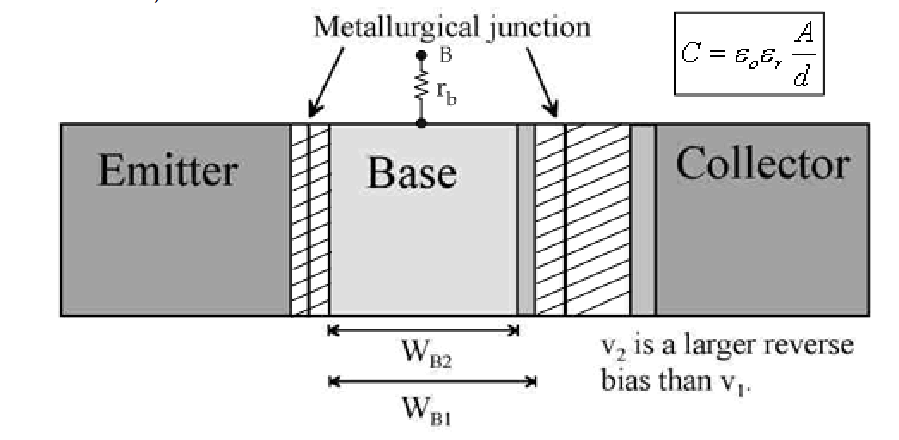 Metallurgical junction
B
r_b
C = ε_o ε_r A/d
Emitter
Base
Collector
W_B2
W_B1
v_2 is a larger reverse
bias than v_1.